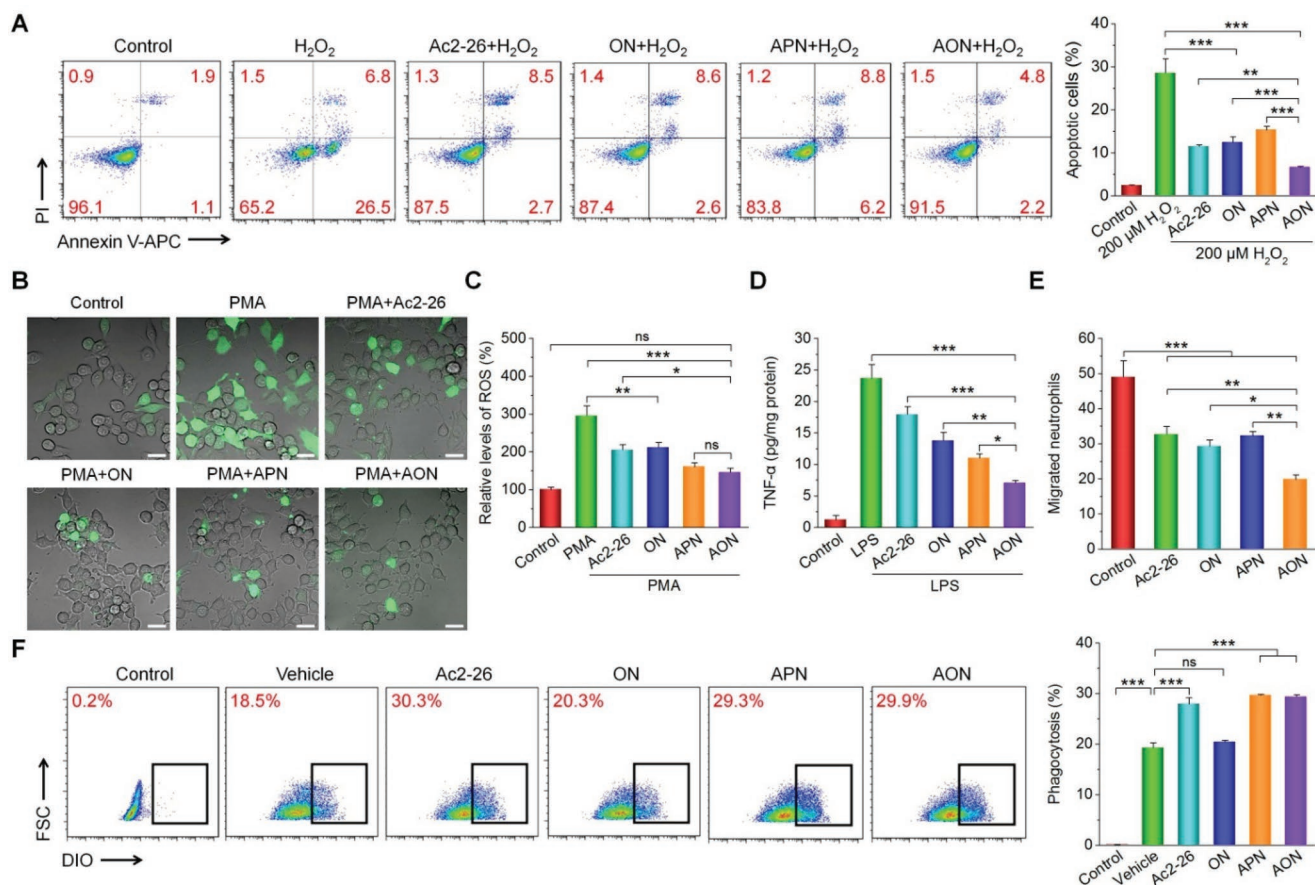 A
Control
H₂O₂
Ac2-26+H₂O₂
ON+H₂O₂
APN+H₂O₂
AON+H₂O₂
0.9 1.9
1.5 6.8
1.3 8.5
1.4 8.6
1.2 8.8
1.5 4.8
96.1 1.1
65.2 26.5
87.5 2.7
87.4 2.6
83.8 6.2
91.5 2.2
PI
Annexin V-APC
Apoptotic cells (%)
40
30
20
10
0
***
***
**
***
***
Control
200 µM H₂O₂
Ac2-26
ON
APN
AON
200 µM H₂O₂
B
Control
PMA
PMA+Ac2-26
PMA+ON
PMA+APN
PMA+AON
C
Relative levels of ROS (%)
500
400
300
200
100
0
ns
***
*
**
ns
Control
PMA
Ac2-26
ON
APN
AON
PMA
D
TNF-α (pg/mg protein)
30
25
20
15
10
5
0
***
***
**
*
Control
LPS
Ac2-26
ON
APN
AON
LPS
E
Migrated neutrophils
60
50
40
30
20
10
0
***
**
*
**
Control
Ac2-26
ON
APN
AON
F
Control
Vehicle
Ac2-26
ON
APN
AON
0.2%
18.5%
30.3%
20.3%
29.3%
29.9%
FSC
DIO
Phagocytosis (%)
40
30
20
10
0
***
ns
*** ***
Control
Vehicle
Ac2-26
ON
APN
AON